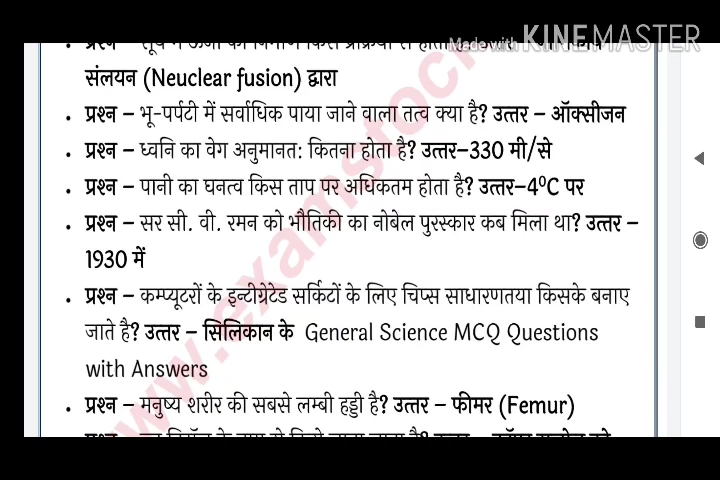 Made with KINEMASTER
संलयन (Neuclear fusion) द्वारा
• प्रश्न – भू-पर्पटी में सर्वाधिक पाया जाने वाला तत्व क्या है? उत्तर – ऑक्सीजन
• प्रश्न – ध्वनि का वेग अनुमानत: कितना होता है? उत्तर–330 मी/से
• प्रश्न – पानी का घनत्व किस ताप पर अधिकतम होता है? उत्तर–4⁰C पर
• प्रश्न – सर सी. वी. रमन को भौतिकी का नोबेल पुरस्कार कब मिला था? उत्तर –
1930 में
• प्रश्न – कम्प्यूटरों के इन्टीग्रेटेड सर्किटों के लिए चिप्स साधारणतया किसके बनाए
जाते है? उत्तर – सिलिकान के General Science MCQ Questions
with Answers
• प्रश्न – मनुष्य शरीर की सबसे लम्बी हड्डी है? उत्तर – फीमर (Femur)